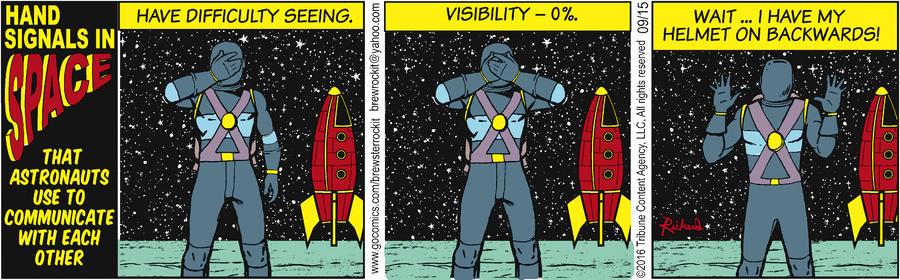 HAND
SIGNALS IN
SPACE
THAT
ASTRONAUTS
USE TO
COMMUNICATE
WITH EACH
OTHER
HAVE DIFFICULTY SEEING.
www.gocomics.com/brewsterrockit brewrockit@yahoo.com
VISIBILITY – 0%.
©2016 Tribune Content Agency, LLC. All rights reserved 09/15
WAIT ... I HAVE MY
HELMET ON BACKWARDS!
Rickard